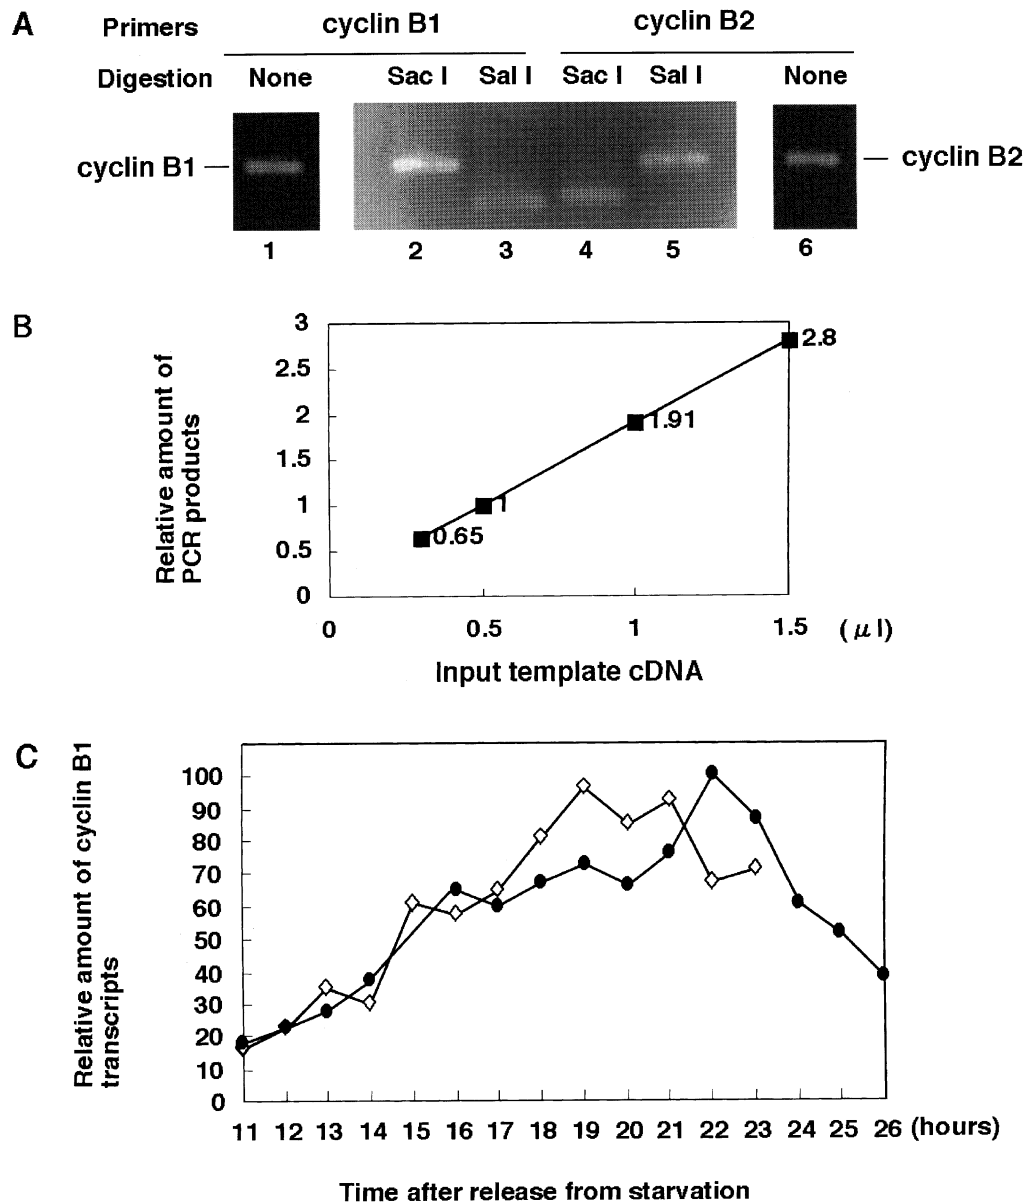 A
Primers cyclin B1 cyclin B2
Digestion None Sac I Sal I Sac I Sal I None
cyclin B1 cyclin B2
1 2 3 4 5 6
B
Relative amount of
PCR products
3
2.5
2
1.5
1
0.5
0
2.8
1.91
1
0.65
0 0.5 1 1.5 (μl)
Input template cDNA
C
Relative amount of cyclin B1
transcripts
100
90
80
70
60
50
40
30
20
10
0
11 12 13 14 15 16 17 18 19 20 21 22 23 24 25 26 (hours)
Time after release from starvation